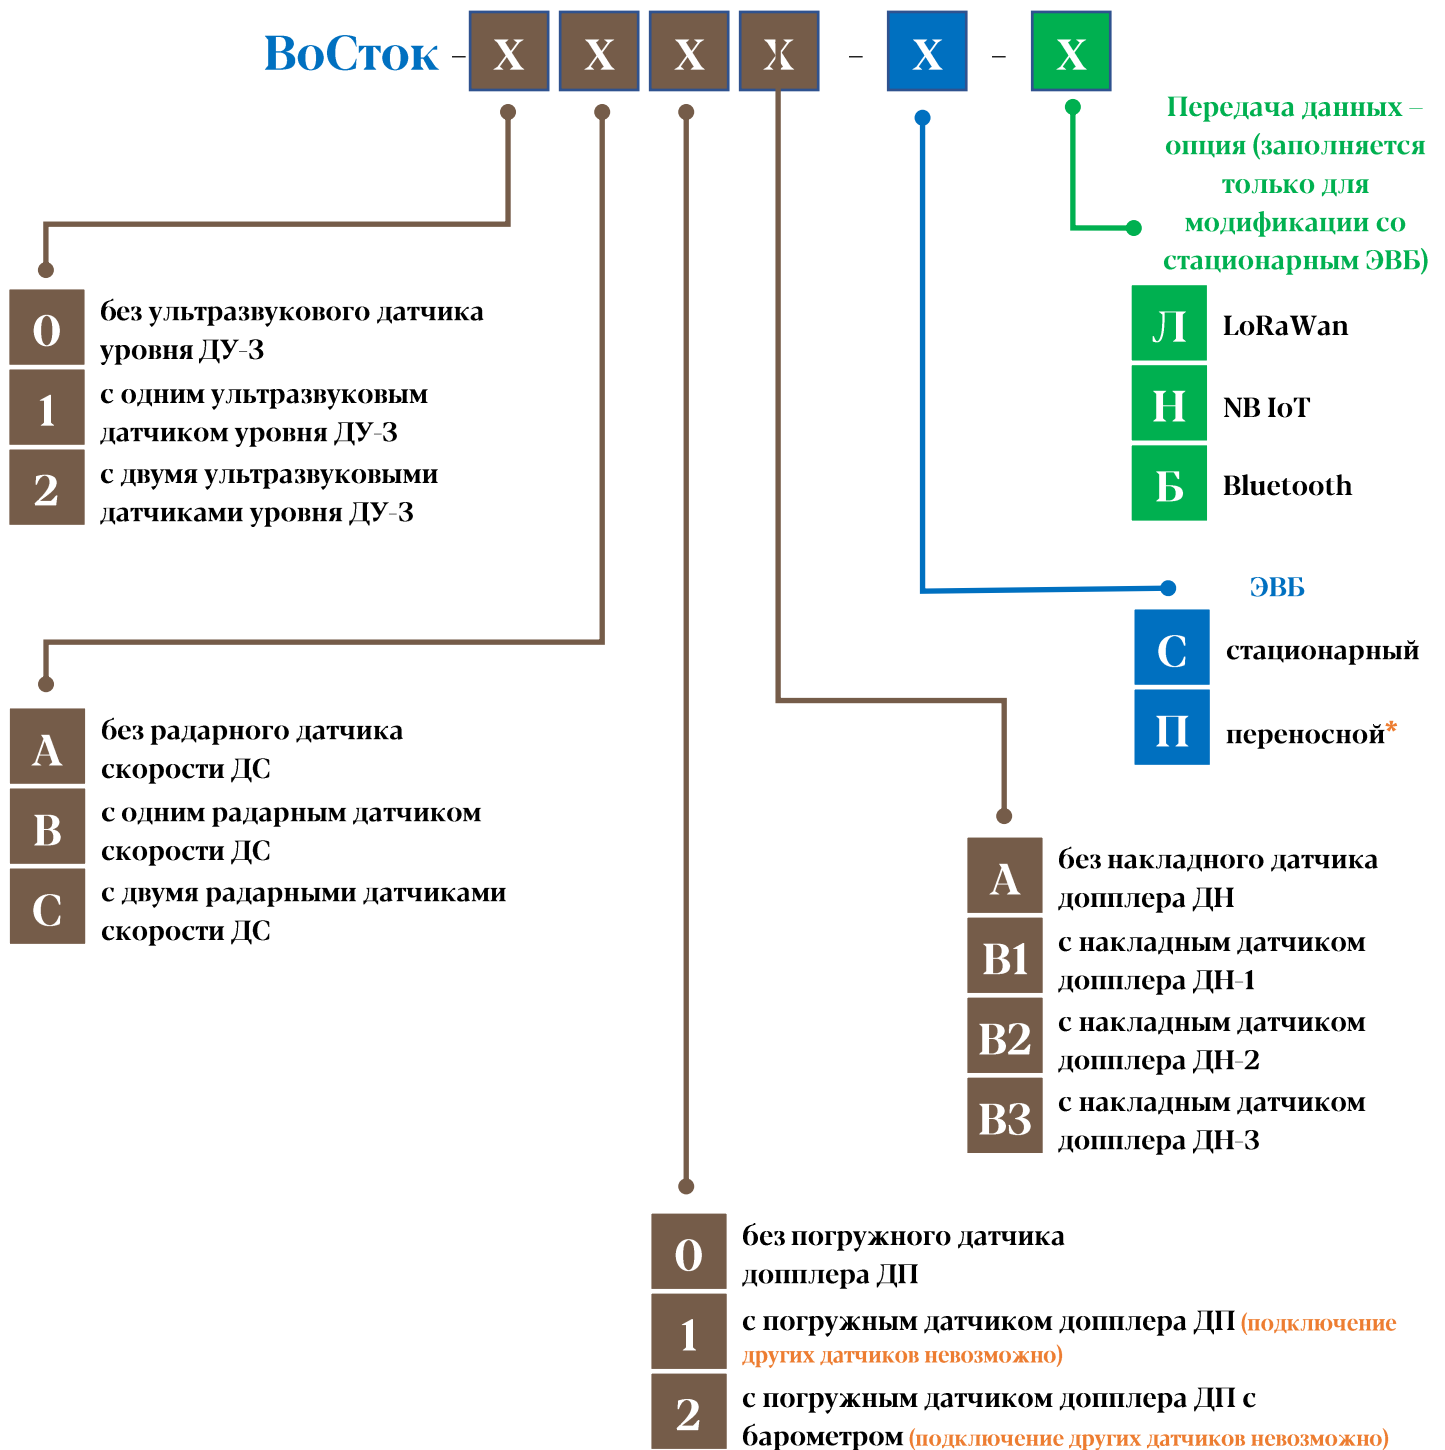 ВоСток – X X X X – X – X
Передача данных –
опция (заполняется
только для
модификации со
стационарным ЭВБ)
Л LoRaWan
Н NB IoT
Б Bluetooth
0 без ультразвукового датчика
уровня ДУ-3
1 с одним ультразвуковым
датчиком уровня ДУ-3
2 с двумя ультразвуковыми
датчиками уровня ДУ-3
ЭВБ
С стационарный
П переносной*
А без радарного датчика
скорости ДС
В с одним радарным датчиком
скорости ДС
С с двумя радарными датчиками
скорости ДС
А без накладного датчика
допплера ДН
В1 с накладным датчиком
допплера ДН-1
В2 с накладным датчиком
допплера ДН-2
В3 с накладным датчиком
допплера ДН-3
0 без погружного датчика
допплера ДП
1 с погружным датчиком допплера ДП (подключение
других датчиков невозможно)
2 с погружным датчиком допплера ДП с
барометром (подключение других датчиков невозможно)